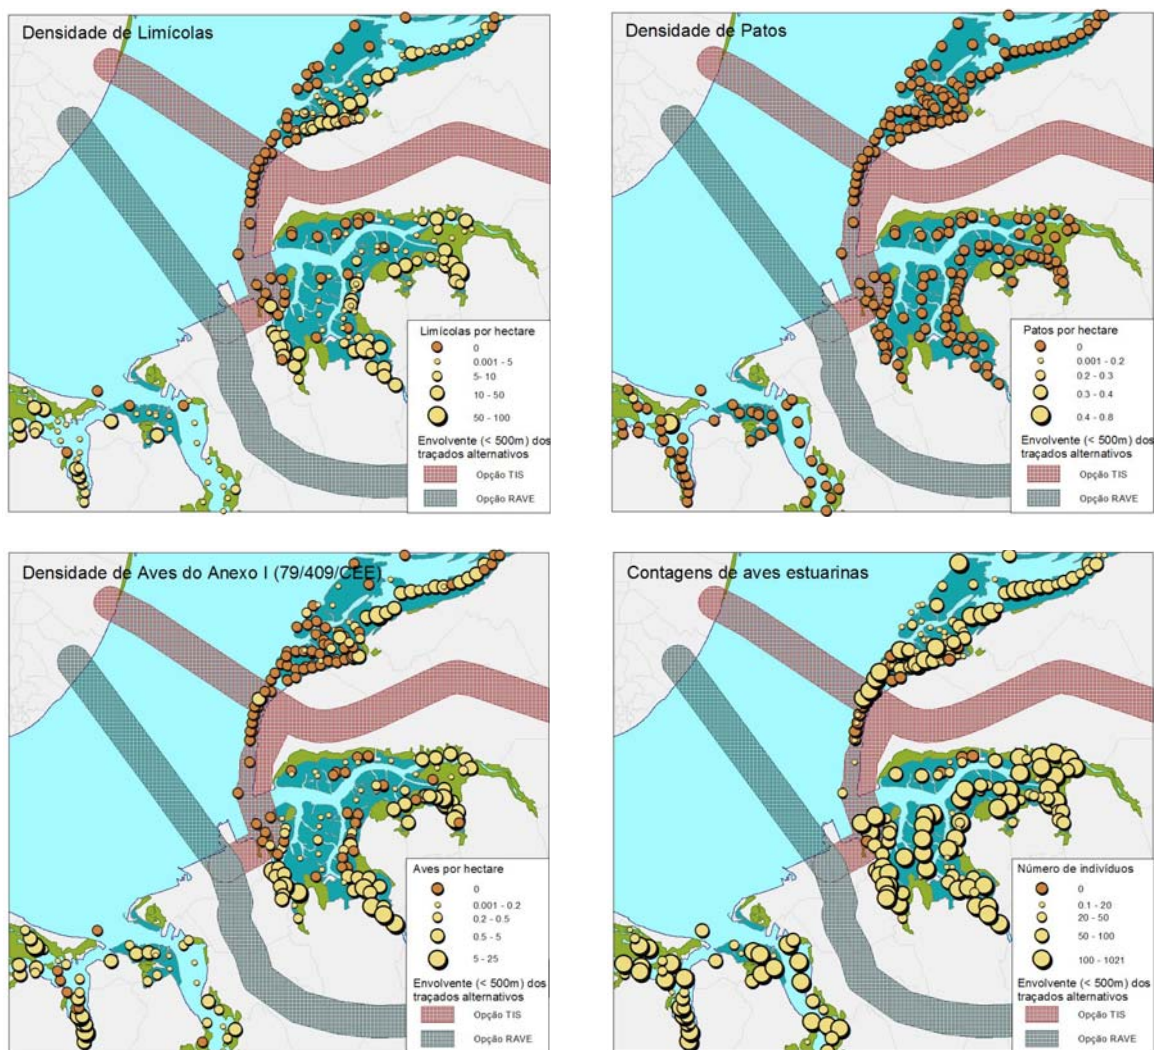 Densidade de Limícolas
Limícolas por hectare
0
0.001 - 5
5- 10
10 - 50
50 - 100
Envolvente (< 500m) dos
traçados alternativos
Opção TIS
Opção RAVE
Densidade de Patos
Patos por hectare
0
0.001 - 0.2
0.2 - 0.3
0.3 - 0.4
0.4 - 0.8
Envolvente (< 500m) dos
traçados alternativos
Opção TIS
Opção RAVE
Densidade de Aves do Anexo I (79/409/CEE)
Aves por hectare
0
0.001 - 0.2
0.2 - 0.5
0.5 - 5
5 - 25
Envolvente (< 500m) dos
traçados alternativos
Opção TIS
Opção RAVE
Contagens de aves estuarinas
Número de indivíduos
0
0.1 - 20
20 - 50
50 - 100
100 - 1021
Envolvente (< 500m) dos
traçados alternativos
Opção TIS
Opção RAVE